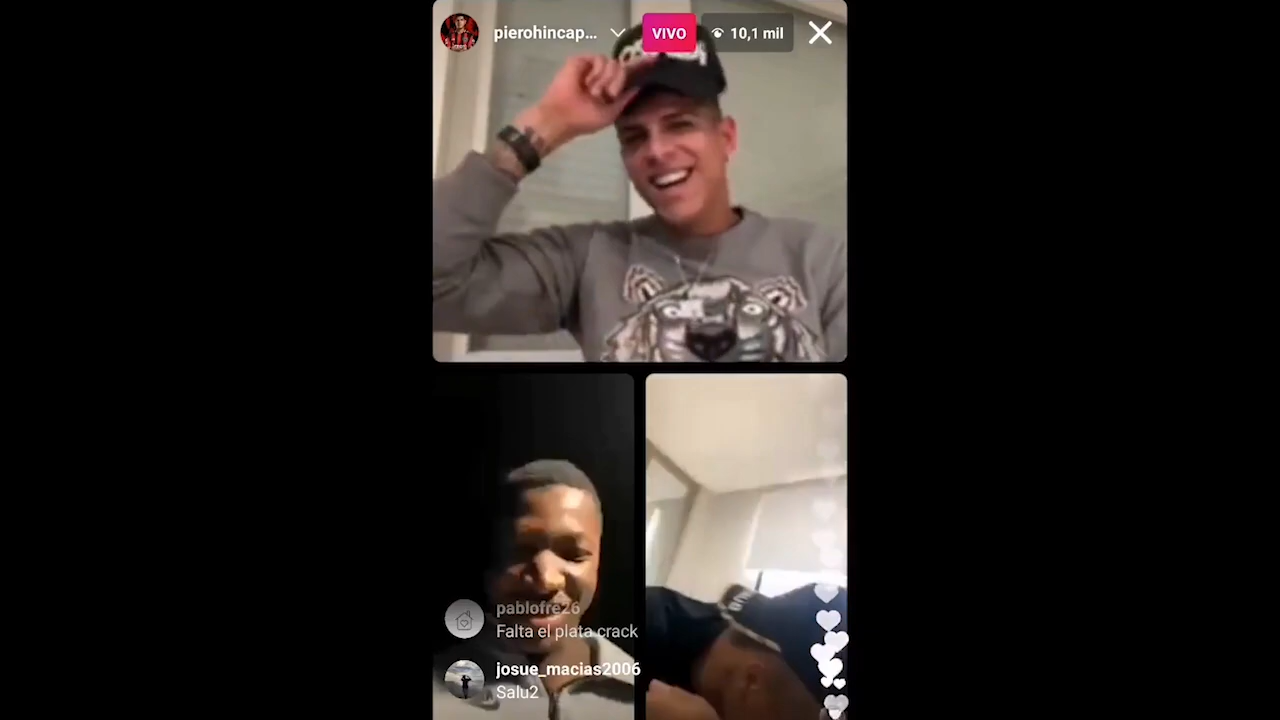 pierohincap...
VIVO
10,1 mil
pablofre26
Falta el plata crack
josue_macias2006
Salu2